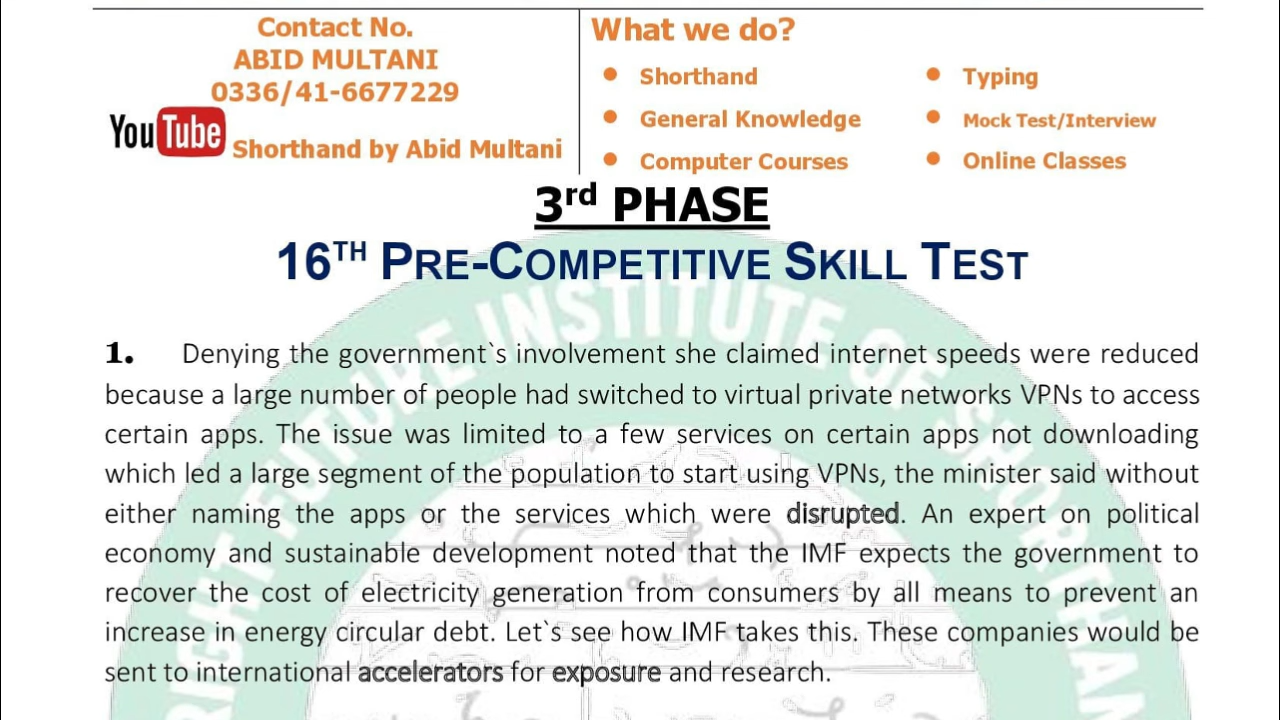 Contact No.
ABID MULTANI
0336/41-6677229
YouTube Shorthand by Abid Multani
What we do?
Shorthand
General Knowledge
Computer Courses
Typing
Mock Test/Interview
Online Classes
3rd PHASE
16TH PRE-COMPETITIVE SKILL TEST
1. Denying the government`s involvement she claimed internet speeds were reduced
because a large number of people had switched to virtual private networks VPNs to access
certain apps. The issue was limited to a few services on certain apps not downloading
which led a large segment of the population to start using VPNs, the minister said without
either naming the apps or the services which were disrupted. An expert on political
economy and sustainable development noted that the IMF expects the government to
recover the cost of electricity generation from consumers by all means to prevent an
increase in energy circular debt. Let`s see how IMF takes this. These companies would be
sent to international accelerators for exposure and research.
RIGHT FUTURE INSTITUTE OF SHORTHAN